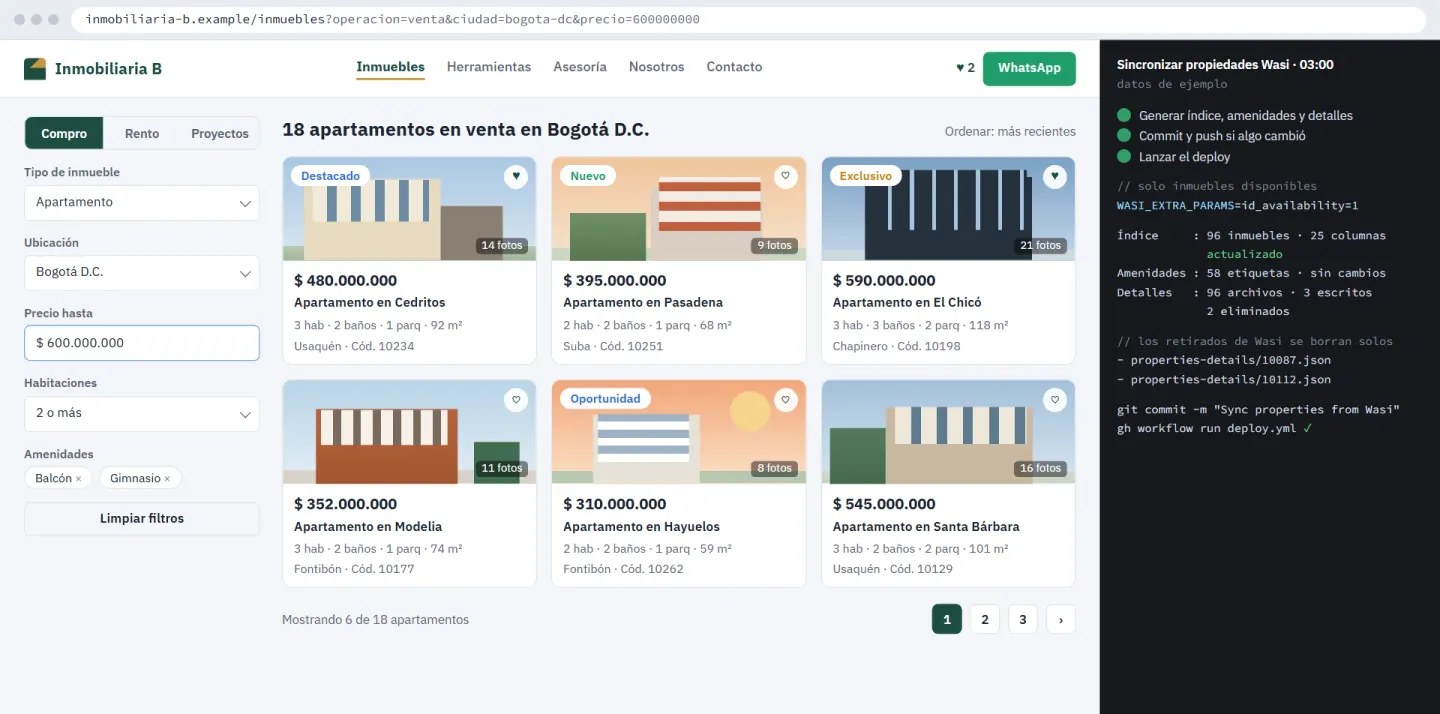 inmobiliaria-b.example/inmuebles?operacion=venta&ciudad=bogota-dc&precio=600000000
Inmobiliaria B
Inmuebles
Herramientas
Asesoría
Nosotros
Contacto
♥ 2
WhatsApp
Compro
Rento
Proyectos
Tipo de inmueble
Apartamento
Ubicación
Bogotá D.C.
Precio hasta
$ 600.000.000
Habitaciones
2 o más
Amenidades
Balcón ×
Gimnasio ×
Limpiar filtros
18 apartamentos en venta en Bogotá D.C.
Ordenar: más recientes
Destacado
♥
14 fotos
$ 480.000.000
Apartamento en Cedritos
3 hab · 2 baños · 1 parq · 92 m²
Usaquén · Cód. 10234
Nuevo
♡
9 fotos
$ 395.000.000
Apartamento en Pasadena
2 hab · 2 baños · 1 parq · 68 m²
Suba · Cód. 10251
Exclusivo
♥
21 fotos
$ 590.000.000
Apartamento en El Chicó
3 hab · 3 baños · 2 parq · 118 m²
Chapinero · Cód. 10198
♡
11 fotos
$ 352.000.000
Apartamento en Modelia
3 hab · 2 baños · 1 parq · 74 m²
Fontibón · Cód. 10177
Oportunidad
♡
8 fotos
$ 310.000.000
Apartamento en Hayuelos
2 hab · 2 baños · 1 parq · 59 m²
Fontibón · Cód. 10262
♡
16 fotos
$ 545.000.000
Apartamento en Santa Bárbara
3 hab · 2 baños · 2 parq · 101 m²
Usaquén · Cód. 10129
Mostrando 6 de 18 apartamentos
1
2
3
›
Sincronizar propiedades Wasi · 03:00
datos de ejemplo
Generar índice, amenidades y detalles
Commit y push si algo cambió
Lanzar el deploy
// solo inmuebles disponibles
WASI_EXTRA_PARAMS=id_availability=1
Índice : 96 inmuebles · 25 columnas
actualizado
Amenidades : 58 etiquetas · sin cambios
Detalles : 96 archivos · 3 escritos
2 eliminados
// los retirados de Wasi se borran solos
- properties-details/10087.json
- properties-details/10112.json
git commit -m "Sync properties from Wasi"
gh workflow run deploy.yml ✓